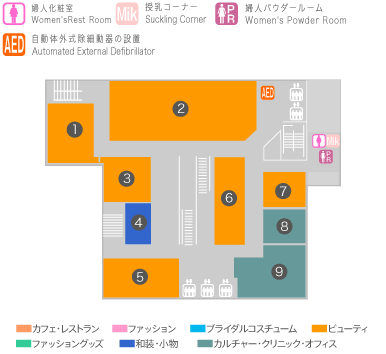 婦人化粧室
Women'sRest Room
Mik
授乳コーナー
Suckling Corner
PR
婦人パウダールーム
Women's Powder Room
AED
自動体外式除細動器の設置
Automated External Defibrillator
1
2
AED
Mik
PR
3
4
5
6
7
8
9
カフェ・レストラン
ファッション
ブライダルコスチューム
ビューティ
ファッショングッズ
和装・小物
カルチャー・クリニック・オフィス